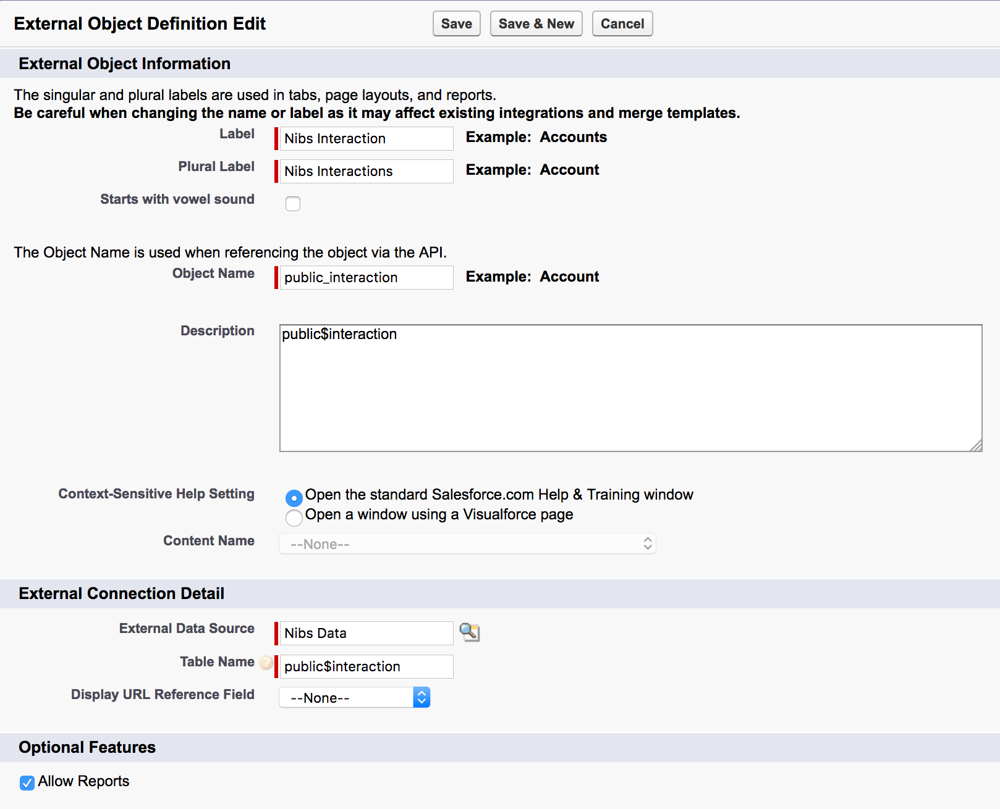 External Object Definition Edit
Save
Save & New
Cancel
External Object Information
The singular and plural labels are used in tabs, page layouts, and reports.
Be careful when changing the name or label as it may affect existing integrations and merge templates.
Label
Nibs Interaction
Example: Accounts
Plural Label
Nibs Interactions
Example: Account
Starts with vowel sound
The Object Name is used when referencing the object via the API.
Object Name
public_interaction
Example: Account
Description
public$interaction
Context-Sensitive Help Setting
Open the standard Salesforce.com Help & Training window
Open a window using a Visualforce page
Content Name
--None--
External Connection Detail
External Data Source
Nibs Data
Table Name
?
public$interaction
Display URL Reference Field
--None--
Optional Features
Allow Reports